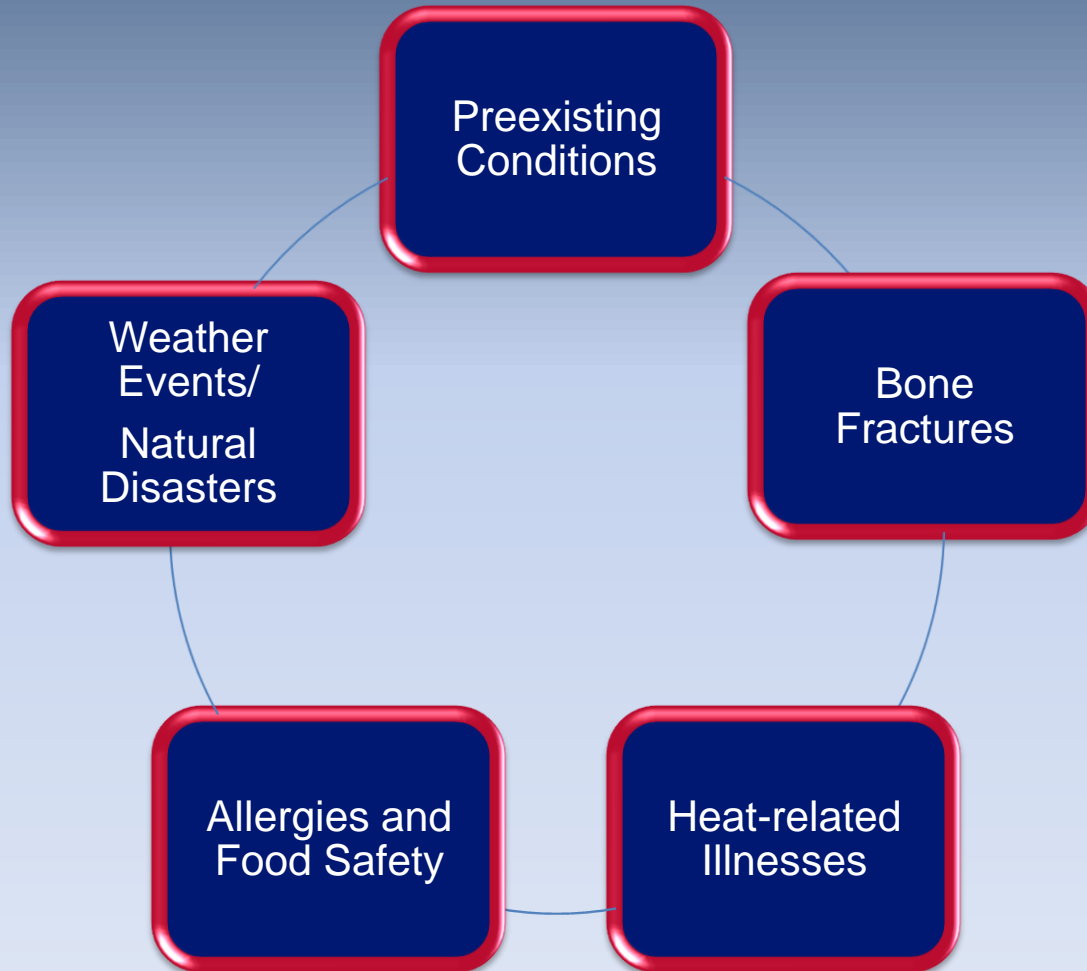 Preexisting
Conditions
Weather
Events/
Natural
Disasters
Bone
Fractures
Allergies and
Food Safety
Heat-related
Illnesses